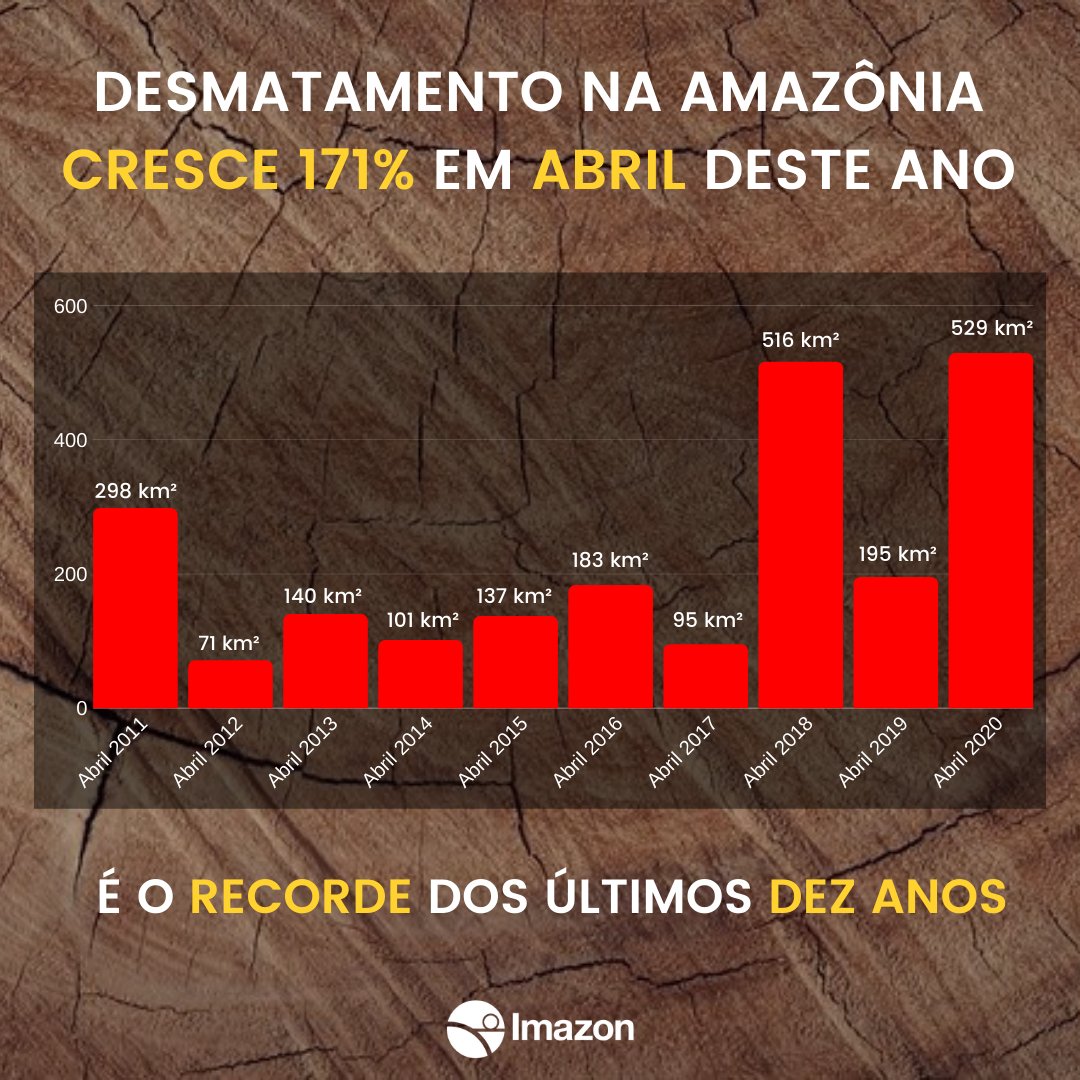 DESMATAMENTO NA AMAZÔNIA
CRESCE 171% EM ABRIL DESTE ANO
600
400
200
0
298 km²
71 km²
140 km²
101 km²
137 km²
183 km²
95 km²
516 km²
195 km²
529 km²
Abril 2011
Abril 2012
Abril 2013
Abril 2014
Abril 2015
Abril 2016
Abril 2017
Abril 2018
Abril 2019
Abril 2020
É O RECORDE DOS ÚLTIMOS DEZ ANOS
Imazon